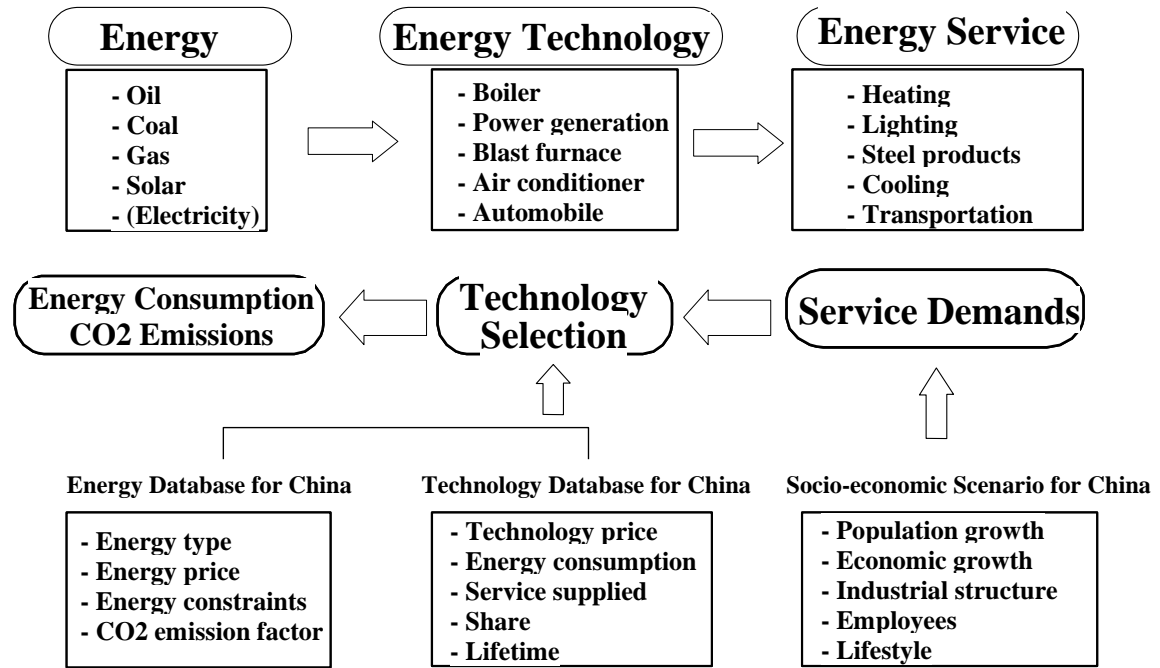 Energy
- Oil
- Coal
- Gas
- Solar
- (Electricity)
Energy Technology
- Boiler
- Power generation
- Blast furnace
- Air conditioner
- Automobile
Energy Service
- Heating
- Lighting
- Steel products
- Cooling
- Transportation
Energy Consumption
CO2 Emissions
Technology
Selection
Service Demands
Energy Database for China
- Energy type
- Energy price
- Energy constraints
- CO2 emission factor
Technology Database for China
- Technology price
- Energy consumption
- Service supplied
- Share
- Lifetime
Socio-economic Scenario for China
- Population growth
- Economic growth
- Industrial structure
- Employees
- Lifestyle